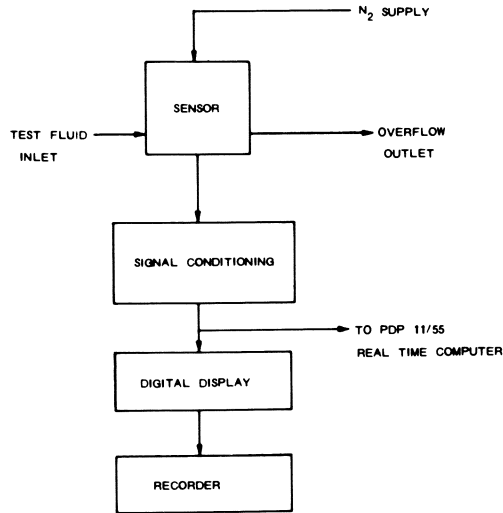 N₂ SUPPLY
SENSOR
TEST FLUID
INLET
OVERFLOW
OUTLET
SIGNAL CONDITIONING
TO PDP 11/55
REAL TIME COMPUTER
DIGITAL DISPLAY
RECORDER